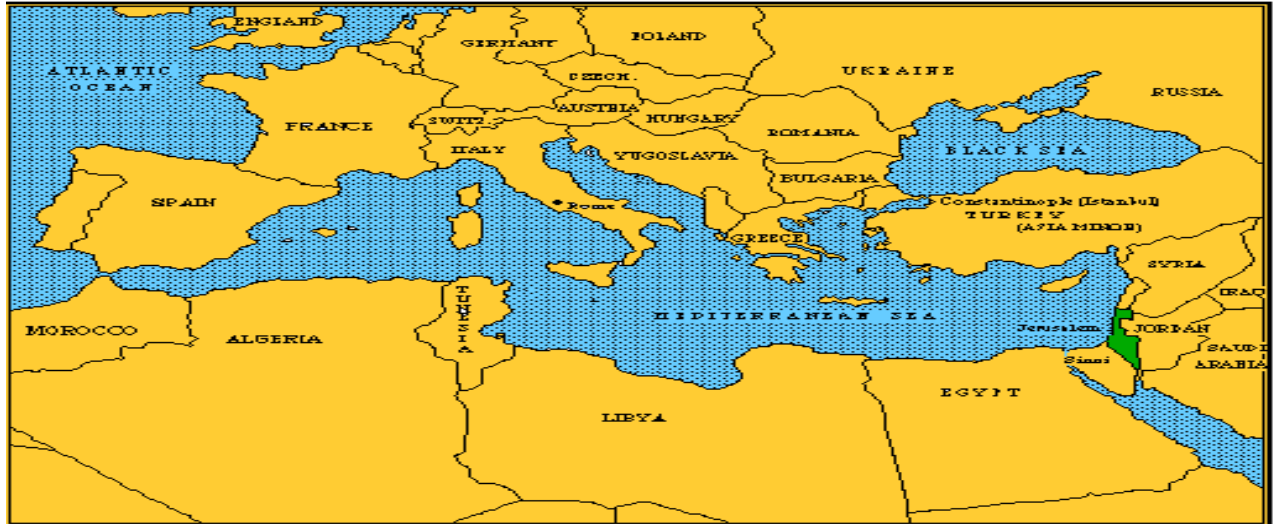 ENGLAND
POLAND
GERMANY
ATLANTIC
OCEAN
UKRAINE
CZECH.
RUSSIA
AUSTRIA
HUNGARY
SWITZ.
FRANCE
ROMANIA
ITALY
YUGOSLAVIA
BLACK SEA
BULGARIA
SPAIN
Rome
Constantinople (Istanbul)
TURKEY
(ASIA MINOR)
GREECE
SYRIA
TUNESIA
IRAQ
MEDITERRANEAN SEA
MOROCCO
ALGERIA
Jerusalem
JORDAN
SAUDI
ARABIA
Sinai
EGYPT
LIBYA